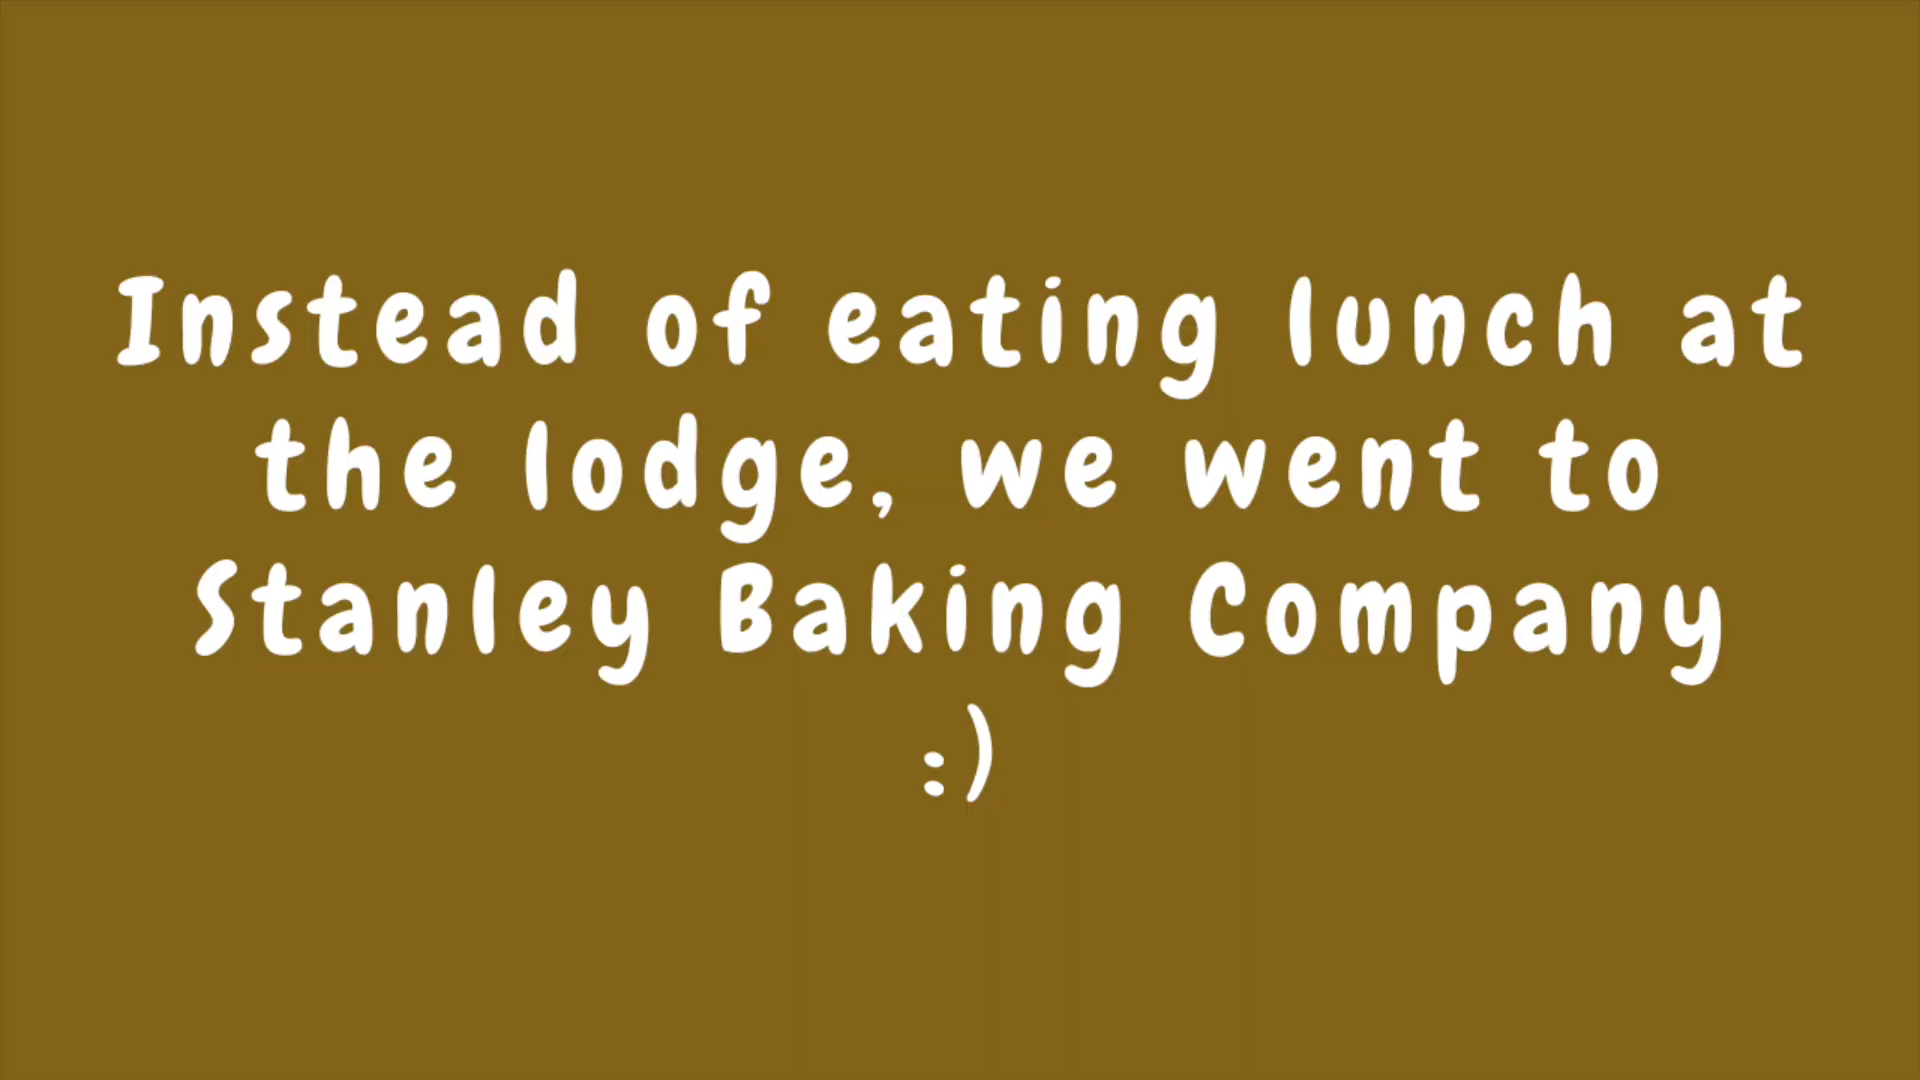 Instead of eating lunch at
the lodge, we went to
Stanley Baking Company
:)